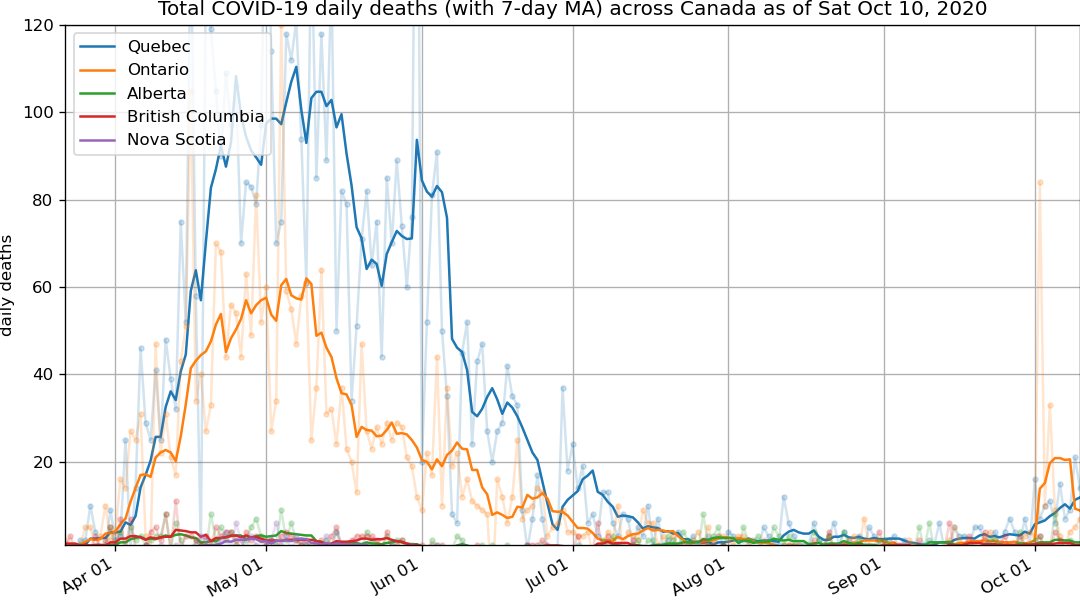 Total COVID-19 daily deaths (with 7-day MA) across Canada as of Sat Oct 10, 2020
120
100
80
60
40
20
daily deaths
Quebec
Ontario
Alberta
British Columbia
Nova Scotia
Apr 01
May 01
Jun 01
Jul 01
Aug 01
Sep 01
Oct 01